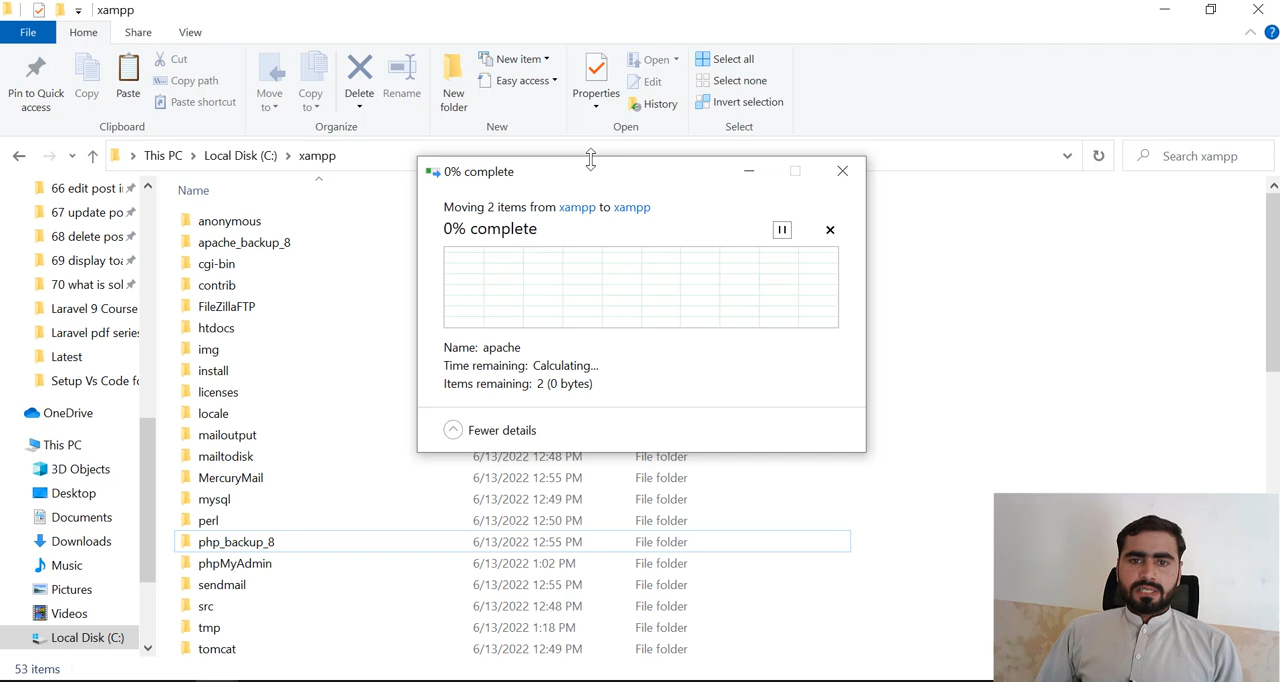 xampp
File Home Share View
Pin to Quick access
Copy
Paste
Cut
Copy path
Paste shortcut
Clipboard
Move to
Copy to
Delete
Rename
Organize
New folder
New item
Easy access
New
Properties
Open
Edit
History
Open
Select all
Select none
Invert selection
Select
This PC > Local Disk (C:) > xampp
Search xampp
66 edit post i
67 update po
68 delete pos
69 display toa
70 what is sol
Laravel 9 Course
Laravel pdf series
Latest
Setup Vs Code fo
OneDrive
This PC
3D Objects
Desktop
Documents
Downloads
Music
Pictures
Videos
Local Disk (C:)
53 items
Name
anonymous
apache_backup_8
cgi-bin
contrib
FileZillaFTP
htdocs
img
install
licenses
locale
mailoutput
mailtodisk 6/13/2022 12:48 PM File folder
MercuryMail 6/13/2022 12:55 PM File folder
mysql 6/13/2022 12:49 PM File folder
perl 6/13/2022 12:50 PM File folder
php_backup_8 6/13/2022 12:55 PM File folder
phpMyAdmin 6/13/2022 1:02 PM File folder
sendmail 6/13/2022 12:55 PM File folder
src 6/13/2022 12:48 PM File folder
tmp 6/13/2022 1:18 PM File folder
tomcat 6/13/2022 12:49 PM File folder
0% complete
Moving 2 items from xampp to xampp
0% complete
Name: apache
Time remaining: Calculating...
Items remaining: 2 (0 bytes)
Fewer details